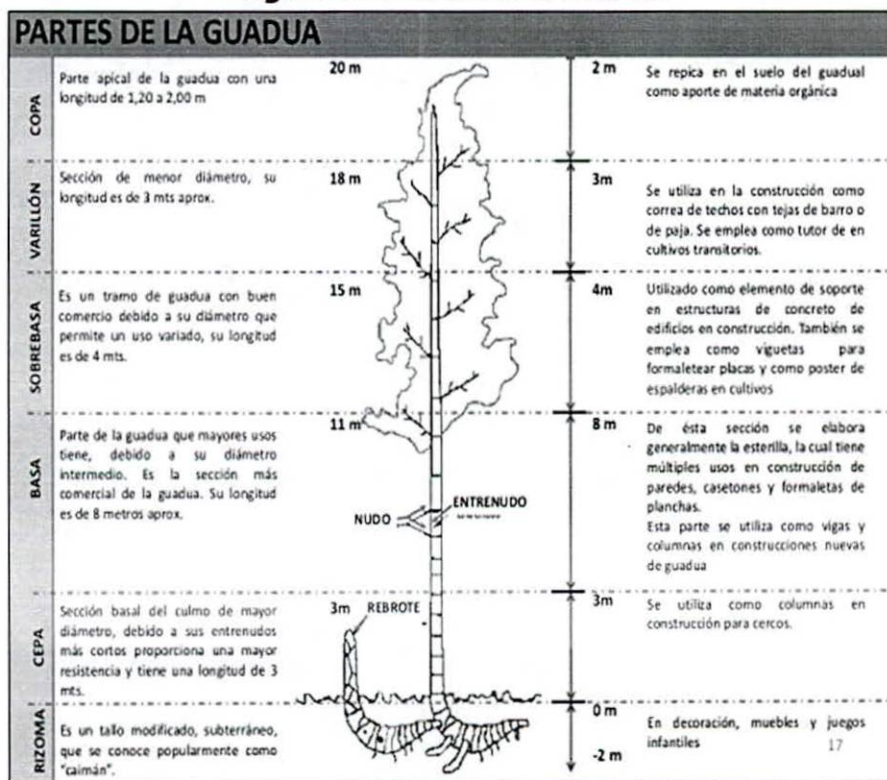 PARTES DE LA GUADUA
COPA
Parte apical de la guadua con una
longitud de 1,20 a 2,00 m
20 m
2 m
Se repica en el suelo del guadual
como aporte de materia orgánica
VARILLÓN
Sección de menor diámetro, su
longitud es de 3 mts aprox.
18 m
3m
Se utiliza en la construcción como
correa de techos con tejas de barro o
de paja. Se emplea como tutor de en
cultivos transitorios.
SOBREBASA
Es un tramo de guadua con buen
comercio debido a su diámetro que
permite un uso variado, su longitud
es de 4 mts.
15 m
4m
Utilizado como elemento de soporte
en estructuras de concreto de
edificios en construcción. También se
emplea como viguetas para
formaletear placas y como poster de
espalderas en cultivos
BASA
Parte de la guadua que mayores usos
tiene, debido a su diámetro
intermedio. Es la sección más
comercial de la guadua. Su longitud
es de 8 metros aprox.
11 m
NUDO
ENTRENUDO
8 m
De ésta sección se elabora
generalmente la esterilla, la cual tiene
múltiples usos en construcción de
paredes, casetones y formaletas de
planchas.
Esta parte se utiliza como vigas y
columnas en construcciones nuevas
de guadua
CEPA
Sección basal del culmo de mayor
diámetro, debido a sus entrenudos
más cortos proporciona una mayor
resistencia y tiene una longitud de 3
mts.
3m
REBROTE
3m
Se utiliza como columnas en
construcción para cercos.
RIZOMA
Es un tallo modificado, subterráneo,
que se conoce popularmente como
"caimán".
0 m
-2 m
En decoración, muebles y juegos
infantiles
17